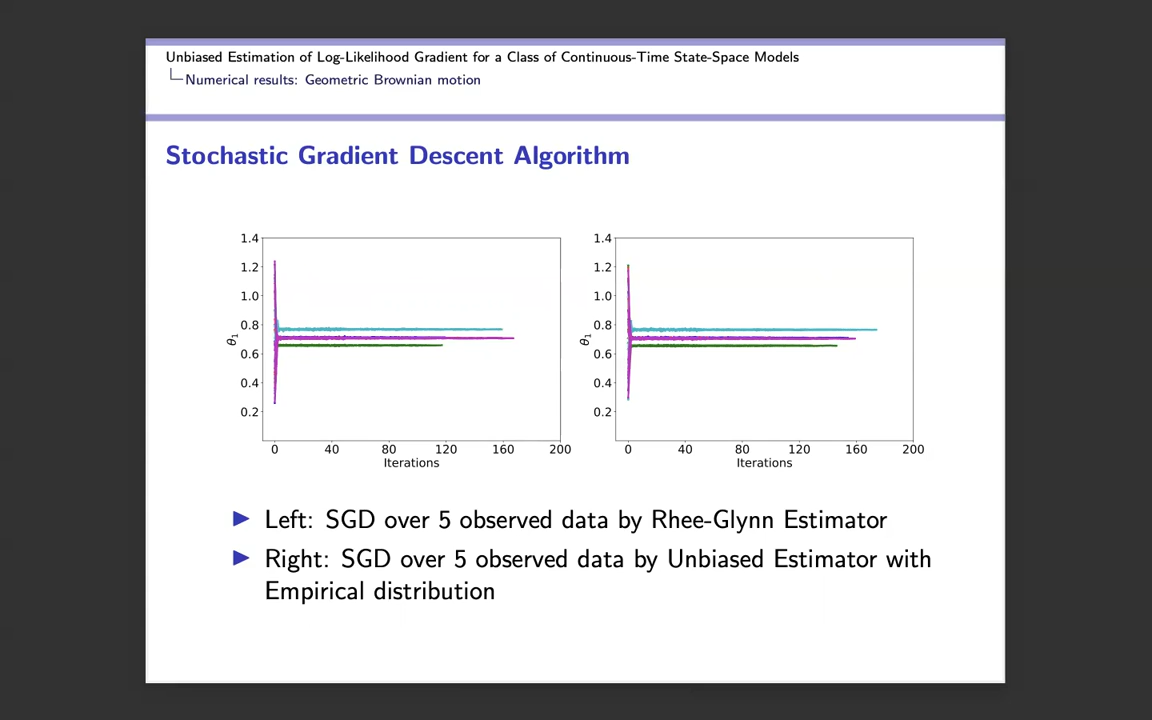 Unbiased Estimation of Log-Likelihood Gradient for a Class of Continuous-Time State-Space Models
Numerical results: Geometric Brownian motion
Stochastic Gradient Descent Algorithm
1.4
1.2
1.0
0.8
0.6
0.4
0.2
θ₁
0 40 80 120 160 200
Iterations
1.4
1.2
1.0
0.8
0.6
0.4
0.2
θ₁
0 40 80 120 160 200
Iterations
Left: SGD over 5 observed data by Rhee-Glynn Estimator
Right: SGD over 5 observed data by Unbiased Estimator with
Empirical distribution